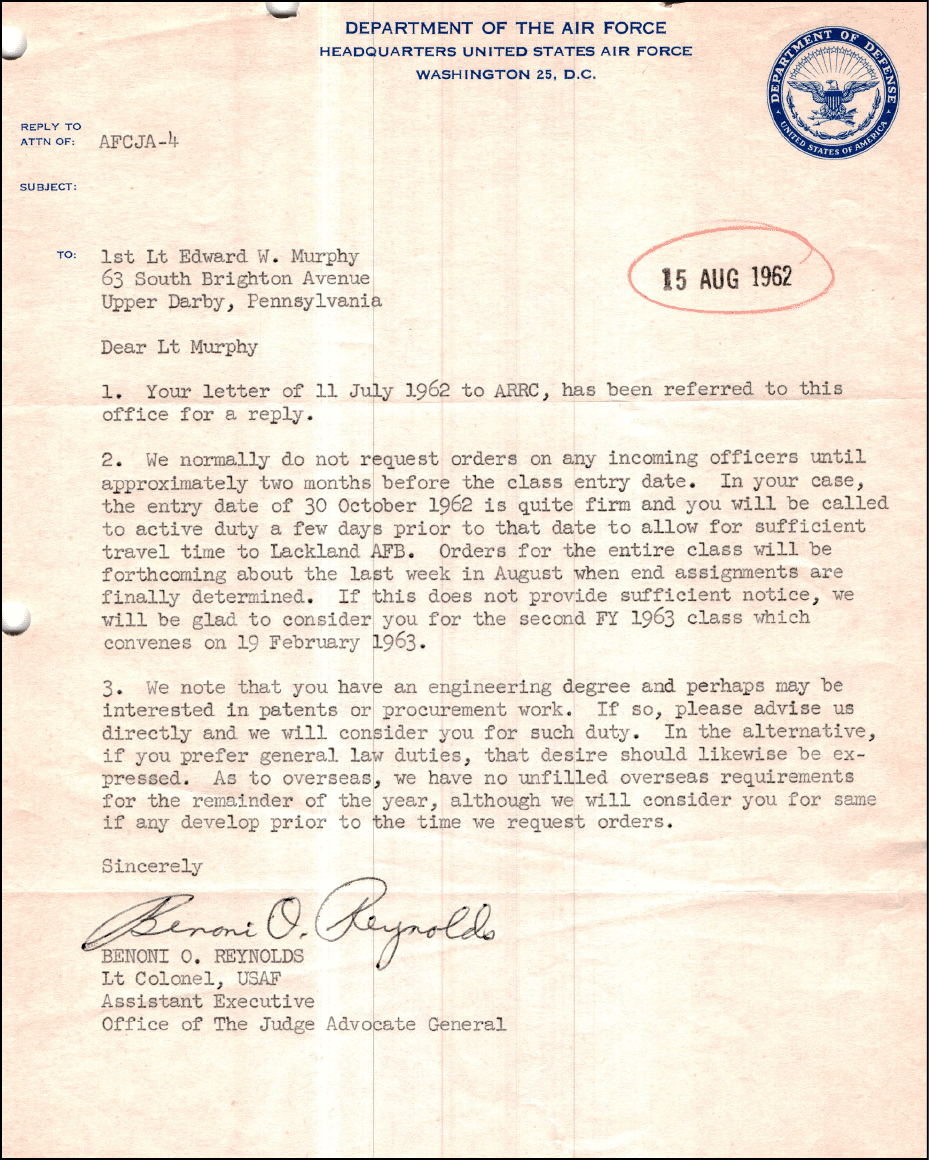 DEPARTMENT OF THE AIR FORCE
HEADQUARTERS UNITED STATES AIR FORCE
WASHINGTON 25, D.C.
DEPARTMENT OF DEFENSE
UNITED STATES OF AMERICA
REPLY TO
ATTN OF: AFCJA-4
SUBJECT:
TO: 1st Lt Edward W. Murphy
63 South Brighton Avenue
Upper Darby, Pennsylvania
15 AUG 1962
Dear Lt Murphy
1. Your letter of 11 July 1962 to ARRC, has been referred to this
office for a reply.
2. We normally do not request orders on any incoming officers until
approximately two months before the class entry date. In your case,
the entry date of 30 October 1962 is quite firm and you will be called
to active duty a few days prior to that date to allow for sufficient
travel time to Lackland AFB. Orders for the entire class will be
forthcoming about the last week in August when end assignments are
finally determined. If this does not provide sufficient notice, we
will be glad to consider you for the second FY 1963 class which
convenes on 19 February 1963.
3. We note that you have an engineering degree and perhaps may be
interested in patents or procurement work. If so, please advise us
directly and we will consider you for such duty. In the alternative,
if you prefer general law duties, that desire should likewise be ex-
pressed. As to overseas, we have no unfilled overseas requirements
for the remainder of the year, although we will consider you for same
if any develop prior to the time we request orders.
Sincerely
Benoni O. Reynolds
BENONI O. REYNOLDS
Lt Colonel, USAF
Assistant Executive
Office of The Judge Advocate General